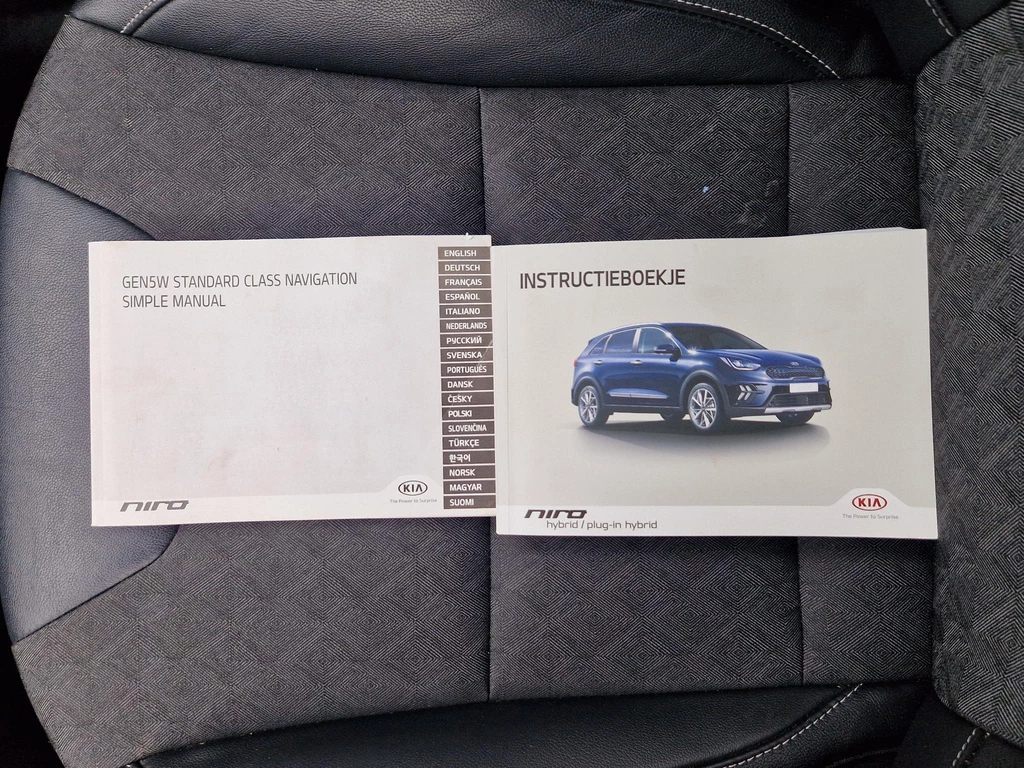 GEN5W STANDARD CLASS NAVIGATION
SIMPLE MANUAL
ENGLISH
DEUTSCH
FRANÇAIS
ESPAÑOL
ITALIANO
NEDERLANDS
РУССКИЙ
SVENSKA
PORTUGUÊS
DANSK
ČESKY
POLSKI
SLOVENČINA
TÜRKÇE
한국어
NORSK
MAGYAR
SUOMI
niro
KIA
The Power to Surprise
INSTRUCTIEBOEKJE
niro
hybrid / plug-in hybrid
KIA
The Power to Surprise